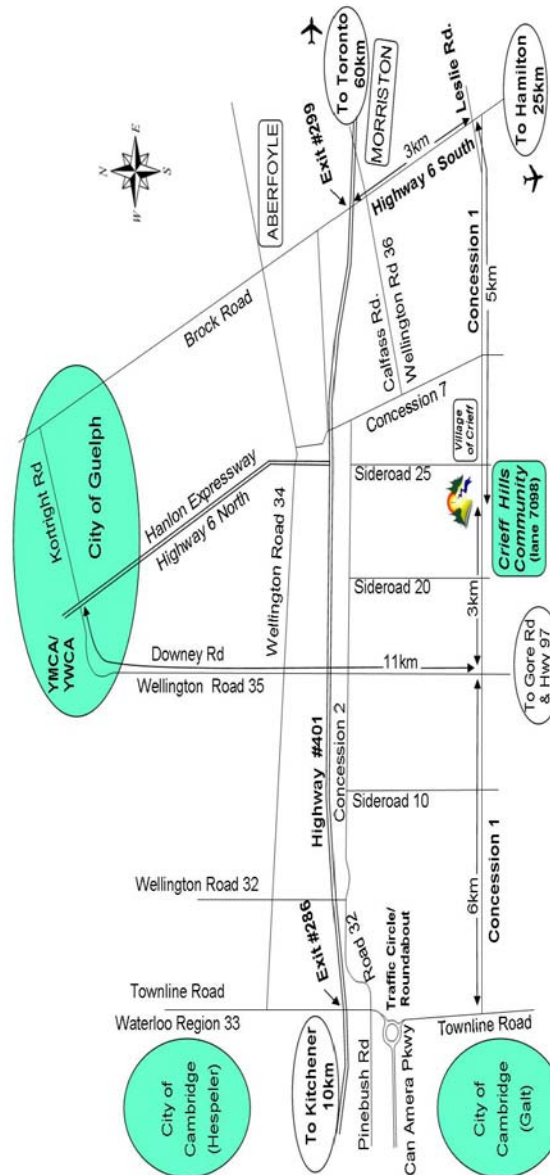 N
E
S
W
City of Guelph
Kortright Rd
YMCA/
YWCA
Hanlon Expressway
Highway 6 North
Brock Road
ABERFOYLE
Downey Rd
Wellington Road 35
11km
Wellington Road 34
Wellington Road 32
Townline Road
Waterloo Region 33
City of
Cambridge
(Hespeler)
To Kitchener
10km
Exit #286
Highway #401
Concession 2
Exit #299
To Toronto
60km
MORRISTON
Calfass Rd.
Wellington Rd 36
3km
Highway 6 South
Leslie Rd.
To Hamilton
25km
Concession 7
Sideroad 25
Sideroad 20
Sideroad 10
Village
of Crieff
Concession 1
5km
Crieff Hills
Community
(lane 7098)
3km
To Gore Rd
& Hwy 97
6km
Concession 1
Road 32
Pinebush Rd
Can Amera Pkwy
Traffic Circle/
Roundabout
Townline Road
City of
Cambridge
(Galt)